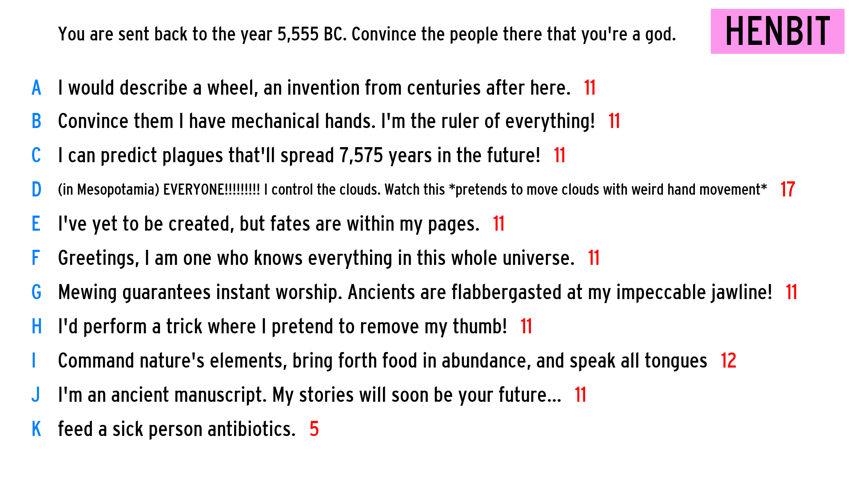 You are sent back to the year 5,555 BC. Convince the people there that you're a god.
HENBIT
A I would describe a wheel, an invention from centuries after here. 11
B Convince them I have mechanical hands. I'm the ruler of everything! 11
C I can predict plagues that'll spread 7,575 years in the future! 11
D (in Mesopotamia) EVERYONE!!!!!!!!! I control the clouds. Watch this *pretends to move clouds with weird hand movement* 17
E I've yet to be created, but fates are within my pages. 11
F Greetings, I am one who knows everything in this whole universe. 11
G Mewing guarantees instant worship. Ancients are flabbergasted at my impeccable jawline! 11
H I'd perform a trick where I pretend to remove my thumb! 11
I Command nature's elements, bring forth food in abundance, and speak all tongues 12
J I'm an ancient manuscript. My stories will soon be your future... 11
K feed a sick person antibiotics. 5